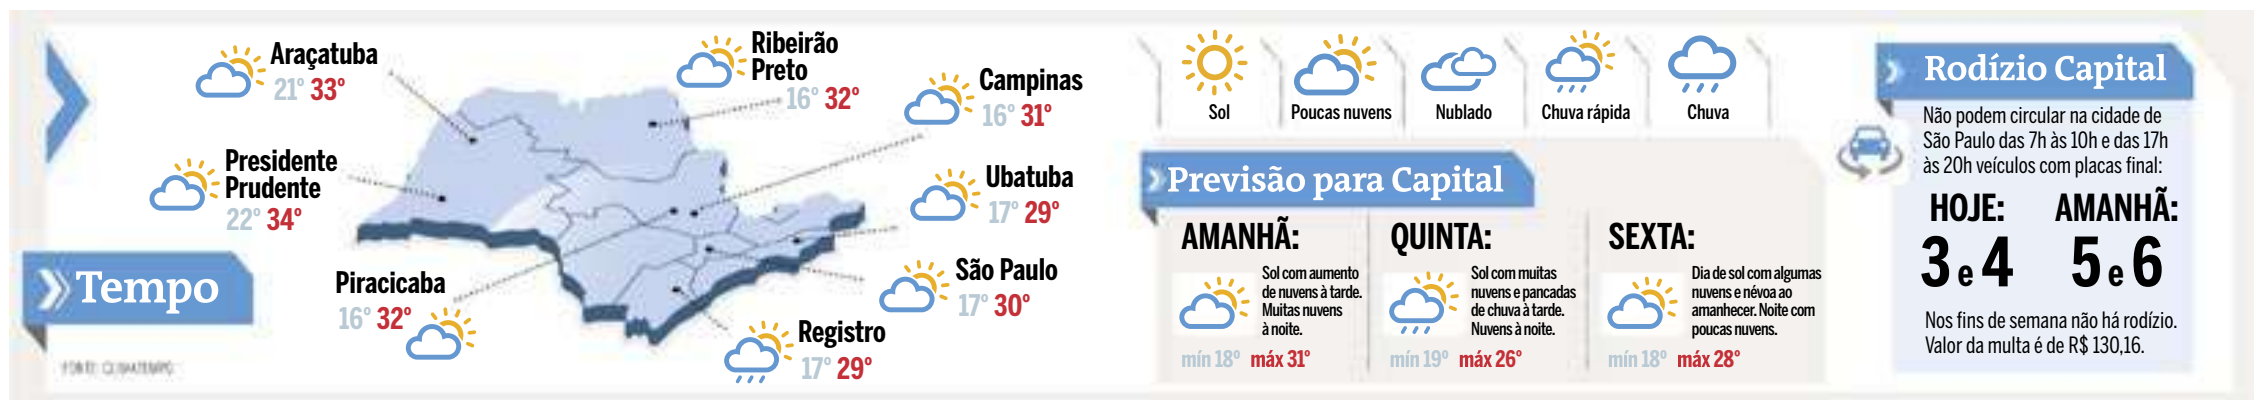 Tempo
FONTE: CLIMATEMPO
Araçatuba
21° 33°
Presidente
Prudente
22° 34°
Piracicaba
16° 32°
Ribeirão
Preto
16° 32°
Campinas
16° 31°
Ubatuba
17° 29°
São Paulo
17° 30°
Registro
17° 29°
Sol
Poucas nuvens
Nublado
Chuva rápida
Chuva
Previsão para Capital
AMANHÃ:
Sol com aumento
de nuvens à tarde.
Muitas nuvens
à noite.
mín 18° máx 31°
QUINTA:
Sol com muitas
nuvens e pancadas
de chuva à tarde.
Nuvens à noite.
mín 19° máx 26°
SEXTA:
Dia de sol com algumas
nuvens e névoa ao
amanhecer. Noite com
poucas nuvens.
mín 18° máx 28°
Rodízio Capital
Não podem circular na cidade de
São Paulo das 7h às 10h e das 17h
às 20h veículos com placas final:
HOJE:
3 e 4
AMANHÃ:
5 e 6
Nos fins de semana não há rodízio.
Valor da multa é de R$ 130,16.